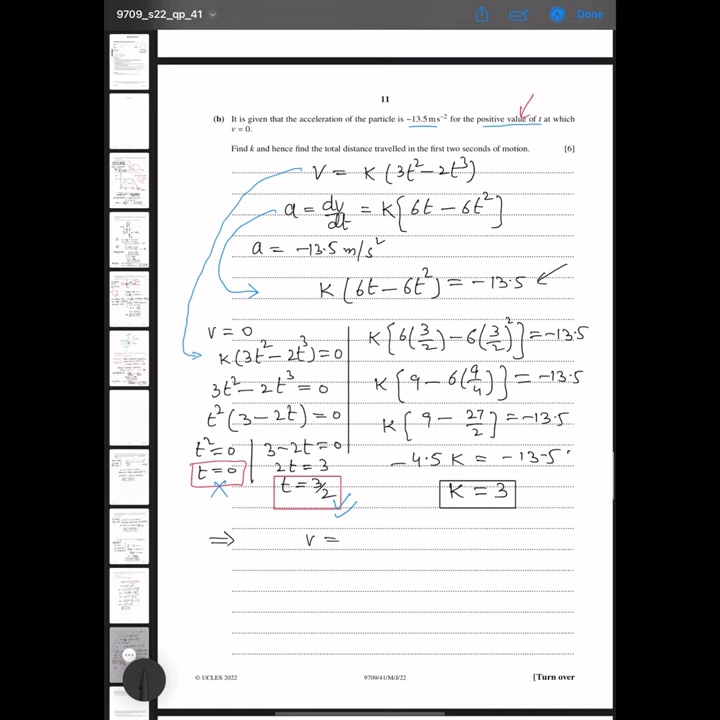 9709_s22_qp_41
Done
11
(b) It is given that the acceleration of the particle is −13.5 m s⁻² for the positive value of t at which
v = 0.
Find k and hence find the total distance travelled in the first two seconds of motion. [6]
V = K(3t² − 2t³)
a = dv/dt = K[6t − 6t²]
a = −13.5 m/s²
K(6t − 6t²) = −13.5
v = 0
K(3t² − 2t³) = 0
3t² − 2t³ = 0
t²(3 − 2t) = 0
t² = 0
t = 0
3 − 2t = 0
2t = 3
t = 3/2
K[6(3/2) − 6(3/2)²] = −13.5
K[9 − 6(9/4)] = −13.5
K[9 − 27/2] = −13.5
−4.5 K = −13.5
K = 3
⇒ v =
© UCLES 2022
9709/41/M/J/22
[Turn over